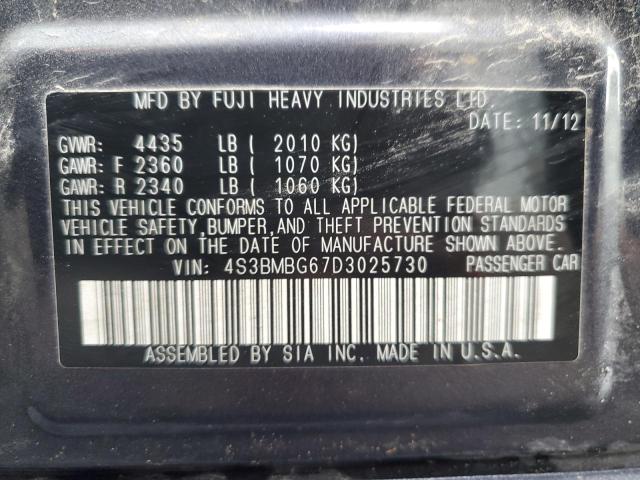 MFD BY FUJI HEAVY INDUSTRIES LTD.
DATE: 11/12
GVWR: 4435 LB ( 2010 KG)
GAWR: F 2360 LB ( 1070 KG)
GAWR: R 2340 LB ( 1060 KG)
THIS VEHICLE CONFORMS TO ALL APPLICABLE FEDERAL MOTOR
VEHICLE SAFETY, BUMPER, AND THEFT PREVENTION STANDARDS
IN EFFECT ON THE DATE OF MANUFACTURE SHOWN ABOVE.
VIN: 4S3BMBG67D3025730 PASSENGER CAR
ASSEMBLED BY SIA INC. MADE IN U.S.A.